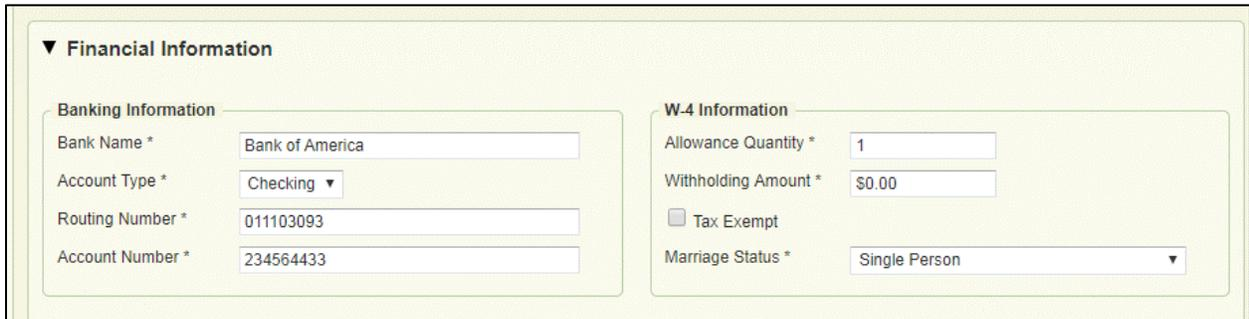 ▼ Financial Information
Banking Information
Bank Name * Bank of America
Account Type * Checking ▼
Routing Number * 011103093
Account Number * 234564433
W-4 Information
Allowance Quantity * 1
Withholding Amount * $0.00
Tax Exempt
Marriage Status * Single Person ▼